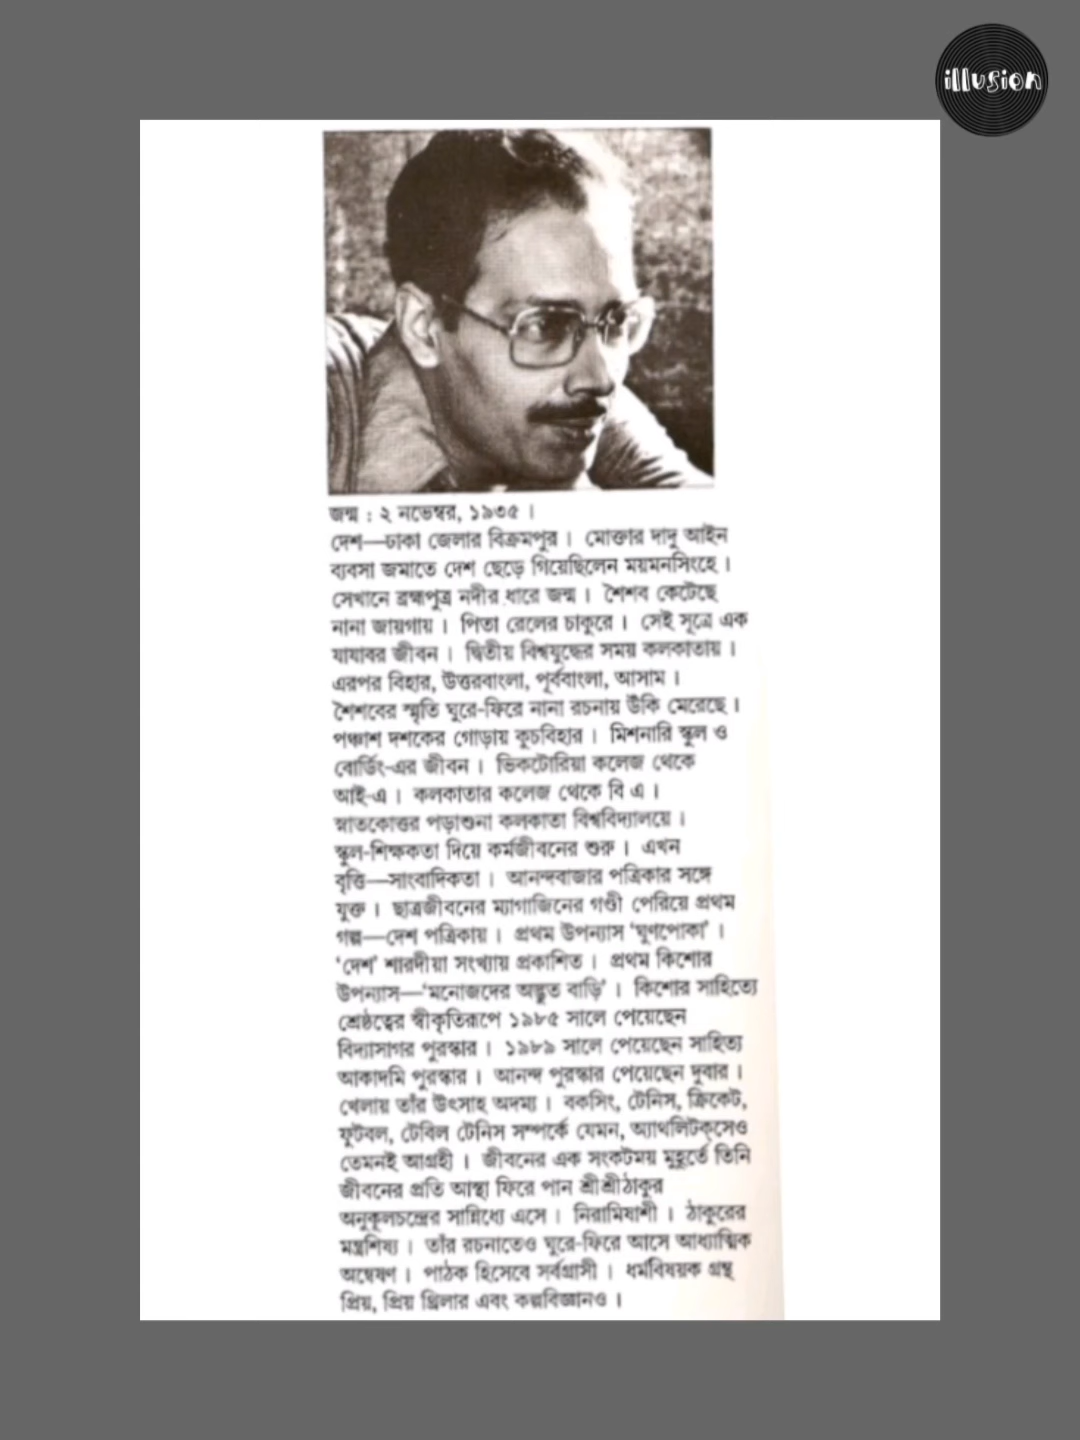 illusion
জন্ম : ২ নভেম্বর, ১৯৩৫ ।
দেশ—ঢাকা জেলার বিক্রমপুর । মোক্তার দাদু আইন
ব্যবসা জমাতে দেশ ছেড়ে গিয়েছিলেন ময়মনসিংহে ।
সেখানে ব্রহ্মপুত্র নদীর ধারে জন্ম । শৈশব কেটেছে
নানা জায়গায় । পিতা রেলের চাকুরে । সেই সূত্রে এক
যাযাবর জীবন । দ্বিতীয় বিশ্বযুদ্ধের সময় কলকাতায় ।
এরপর বিহার, উত্তরবাংলা, পূর্ববাংলা, আসাম ।
শৈশবের স্মৃতি ঘুরে-ফিরে নানা রচনায় উঁকি মেরেছে ।
পঞ্চাশ দশকের গোড়ায় কুচবিহার । মিশনারি স্কুল ও
বোর্ডিং-এর জীবন । ভিকটোরিয়া কলেজ থেকে
আই-এ । কলকাতার কলেজ থেকে বি এ ।
স্নাতকোত্তর পড়াশুনা কলকাতা বিশ্ববিদ্যালয়ে ।
স্কুল-শিক্ষকতা দিয়ে কর্মজীবনের শুরু । এখন
বৃত্তি—সাংবাদিকতা । আনন্দবাজার পত্রিকার সঙ্গে
যুক্ত । ছাত্রজীবনের ম্যাগাজিনের গণ্ডী পেরিয়ে প্রথম
গল্প—দেশ পত্রিকায় । প্রথম উপন্যাস ‘ঘুণপোকা’ ।
‘দেশ’ শারদীয়া সংখ্যায় প্রকাশিত । প্রথম কিশোর
উপন্যাস—‘মনোজদের অদ্ভুত বাড়ি’ । কিশোর সাহিত্যে
শ্রেষ্ঠত্বের স্বীকৃতিরূপে ১৯৮৫ সালে পেয়েছেন
বিদ্যাসাগর পুরস্কার । ১৯৮৯ সালে পেয়েছেন সাহিত্য
আকাদমি পুরস্কার । আনন্দ পুরস্কার পেয়েছেন দুবার ।
খেলায় তাঁর উৎসাহ অদম্য । বকসিং, টেনিস, ক্রিকেট,
ফুটবল, টেবিল টেনিস সম্পর্কে যেমন, অ্যাথলিটক্‌সেও
তেমনই আগ্রহী । জীবনের এক সংকটময় মুহূর্তে তিনি
জীবনের প্রতি আস্থা ফিরে পান শ্রীশ্রীঠাকুর
অনুকূলচন্দ্রের সান্নিধ্যে এসে । নিরামিষাশী । ঠাকুরের
মন্ত্রশিষ্য । তাঁর রচনাতেও ঘুরে-ফিরে আসে আধ্যাত্মিক
অন্বেষণ । পাঠক হিসেবে সর্বগ্রাসী । ধর্মবিষয়ক গ্রন্থ
প্রিয়, প্রিয় থ্রিলার এবং কল্পবিজ্ঞানও ।